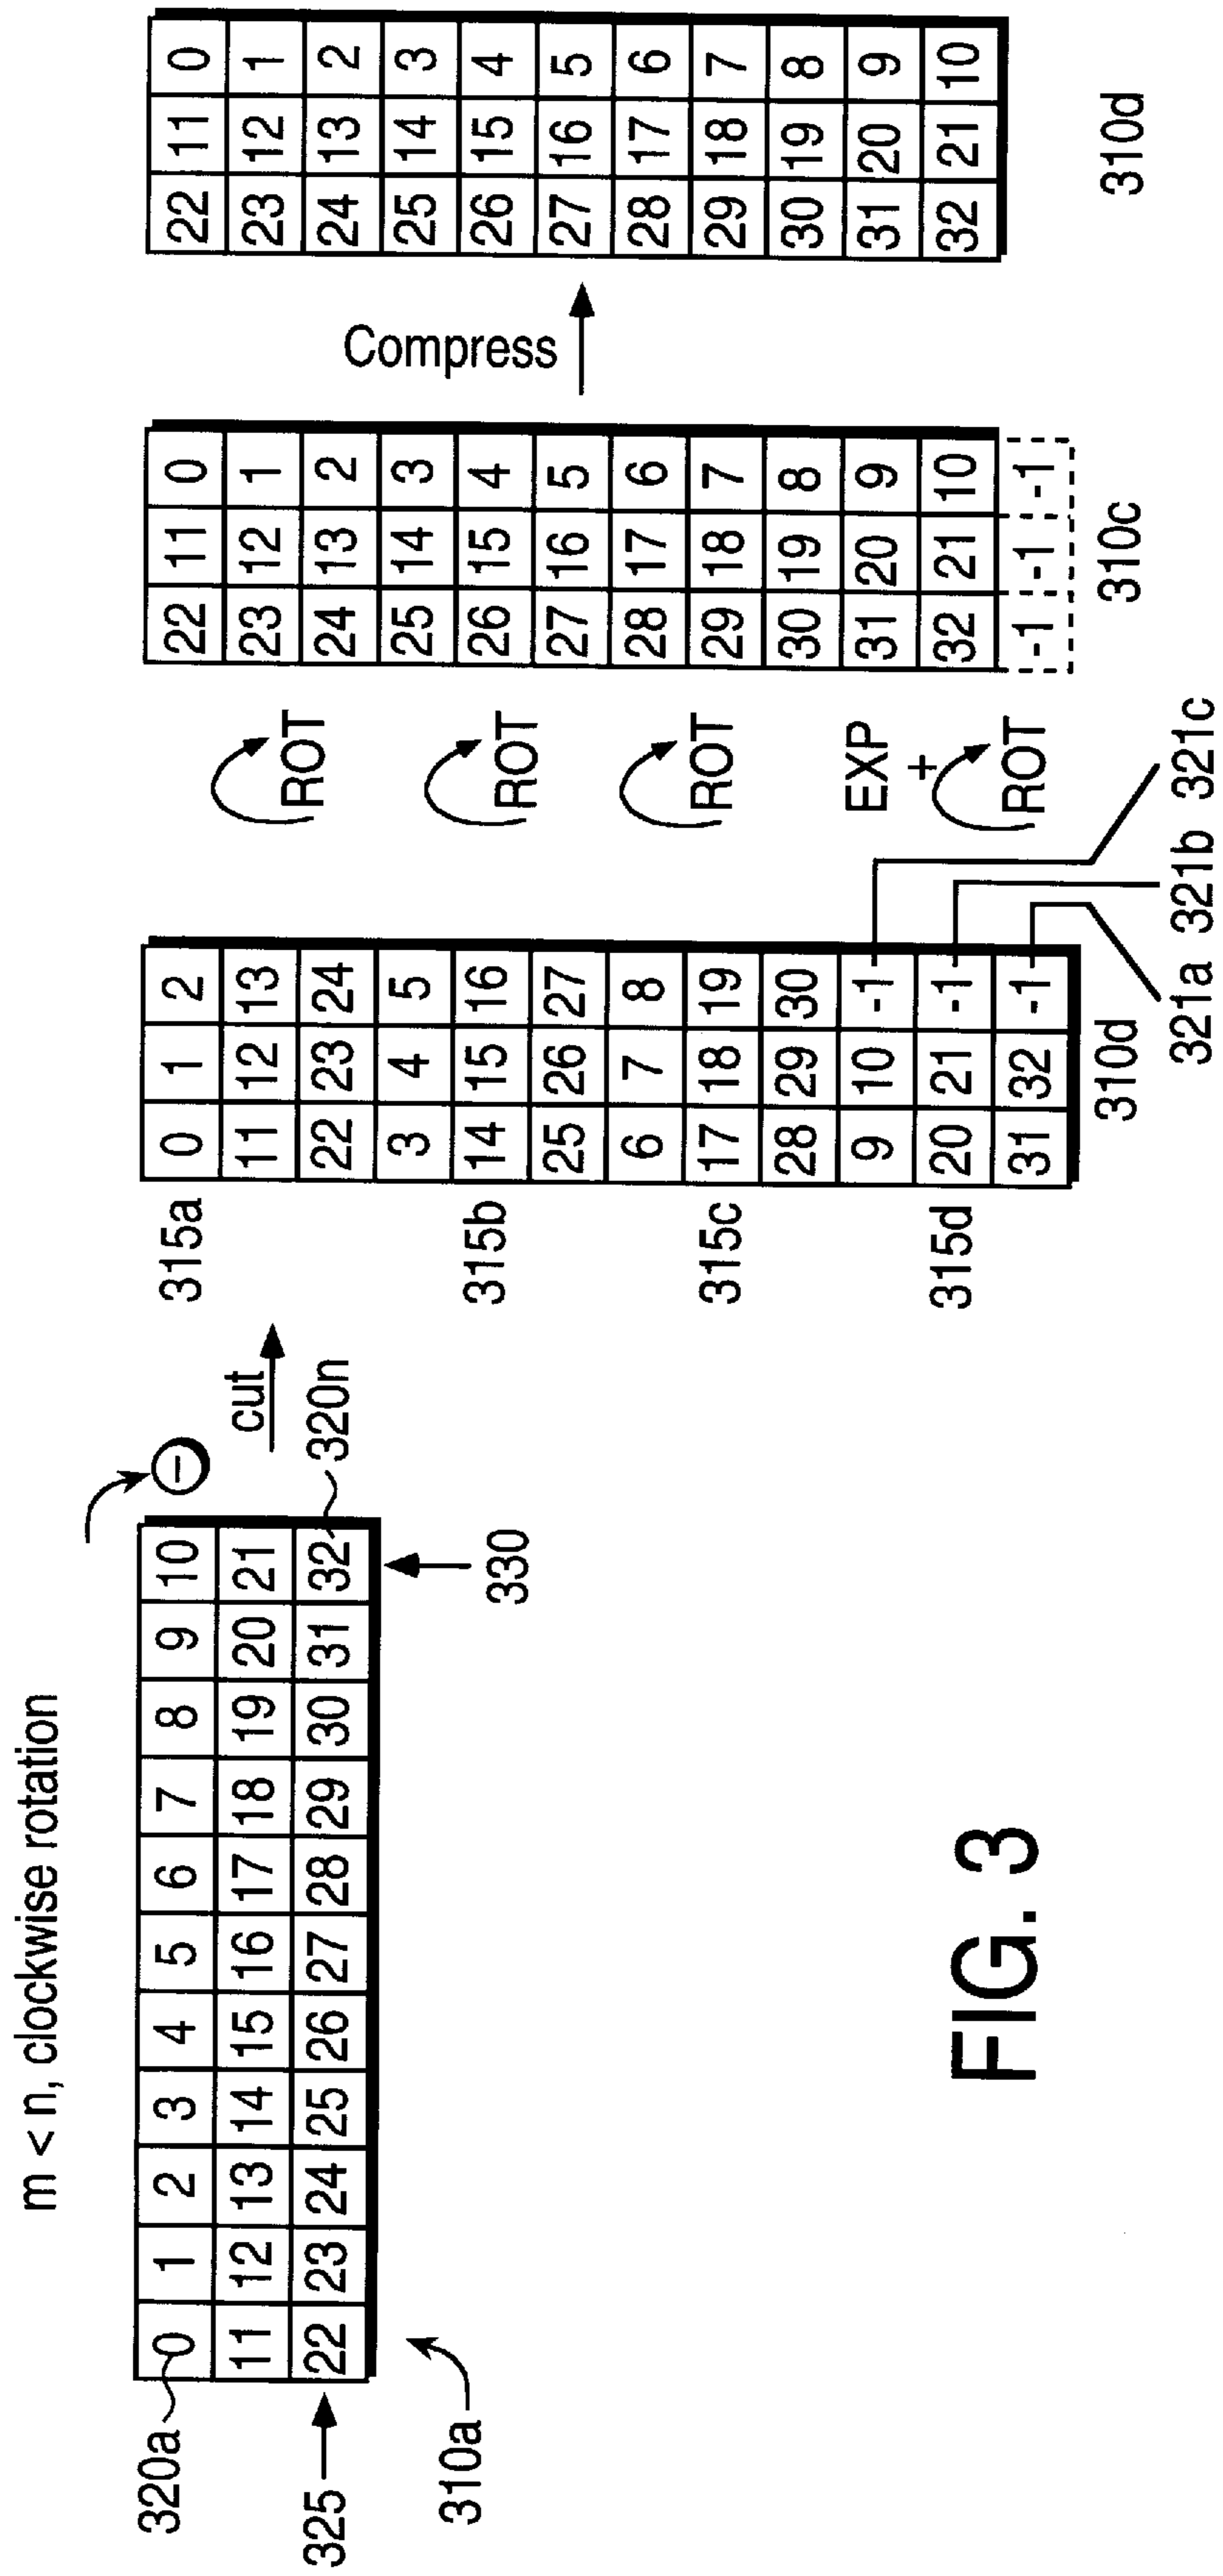 m < n, clockwise rotation
0 1 2 3 4 5 6 7 8 9 10
11 12 13 14 15 16 17 18 19 20 21
22 23 24 25 26 27 28 29 30 31 32
320a
325
310a
330
320n
−
cut
315a
315b
315c
315d
0 1 2
11 12 13
22 23 24
3 4 5
14 15 16
25 26 27
6 7 8
17 18 19
28 29 30
9 10 -1
20 21 -1
31 32 -1
310d
321a 321b 321c
ROT
ROT
ROT
EXP
+
ROT
22 11 0
23 12 1
24 13 2
25 14 3
26 15 4
27 16 5
28 17 6
29 18 7
30 19 8
31 20 9
32 21 10
-1 -1 -1
310c
Compress
22 11 0
23 12 1
24 13 2
25 14 3
26 15 4
27 16 5
28 17 6
29 18 7
30 19 8
31 20 9
32 21 10
310d
FIG. 3